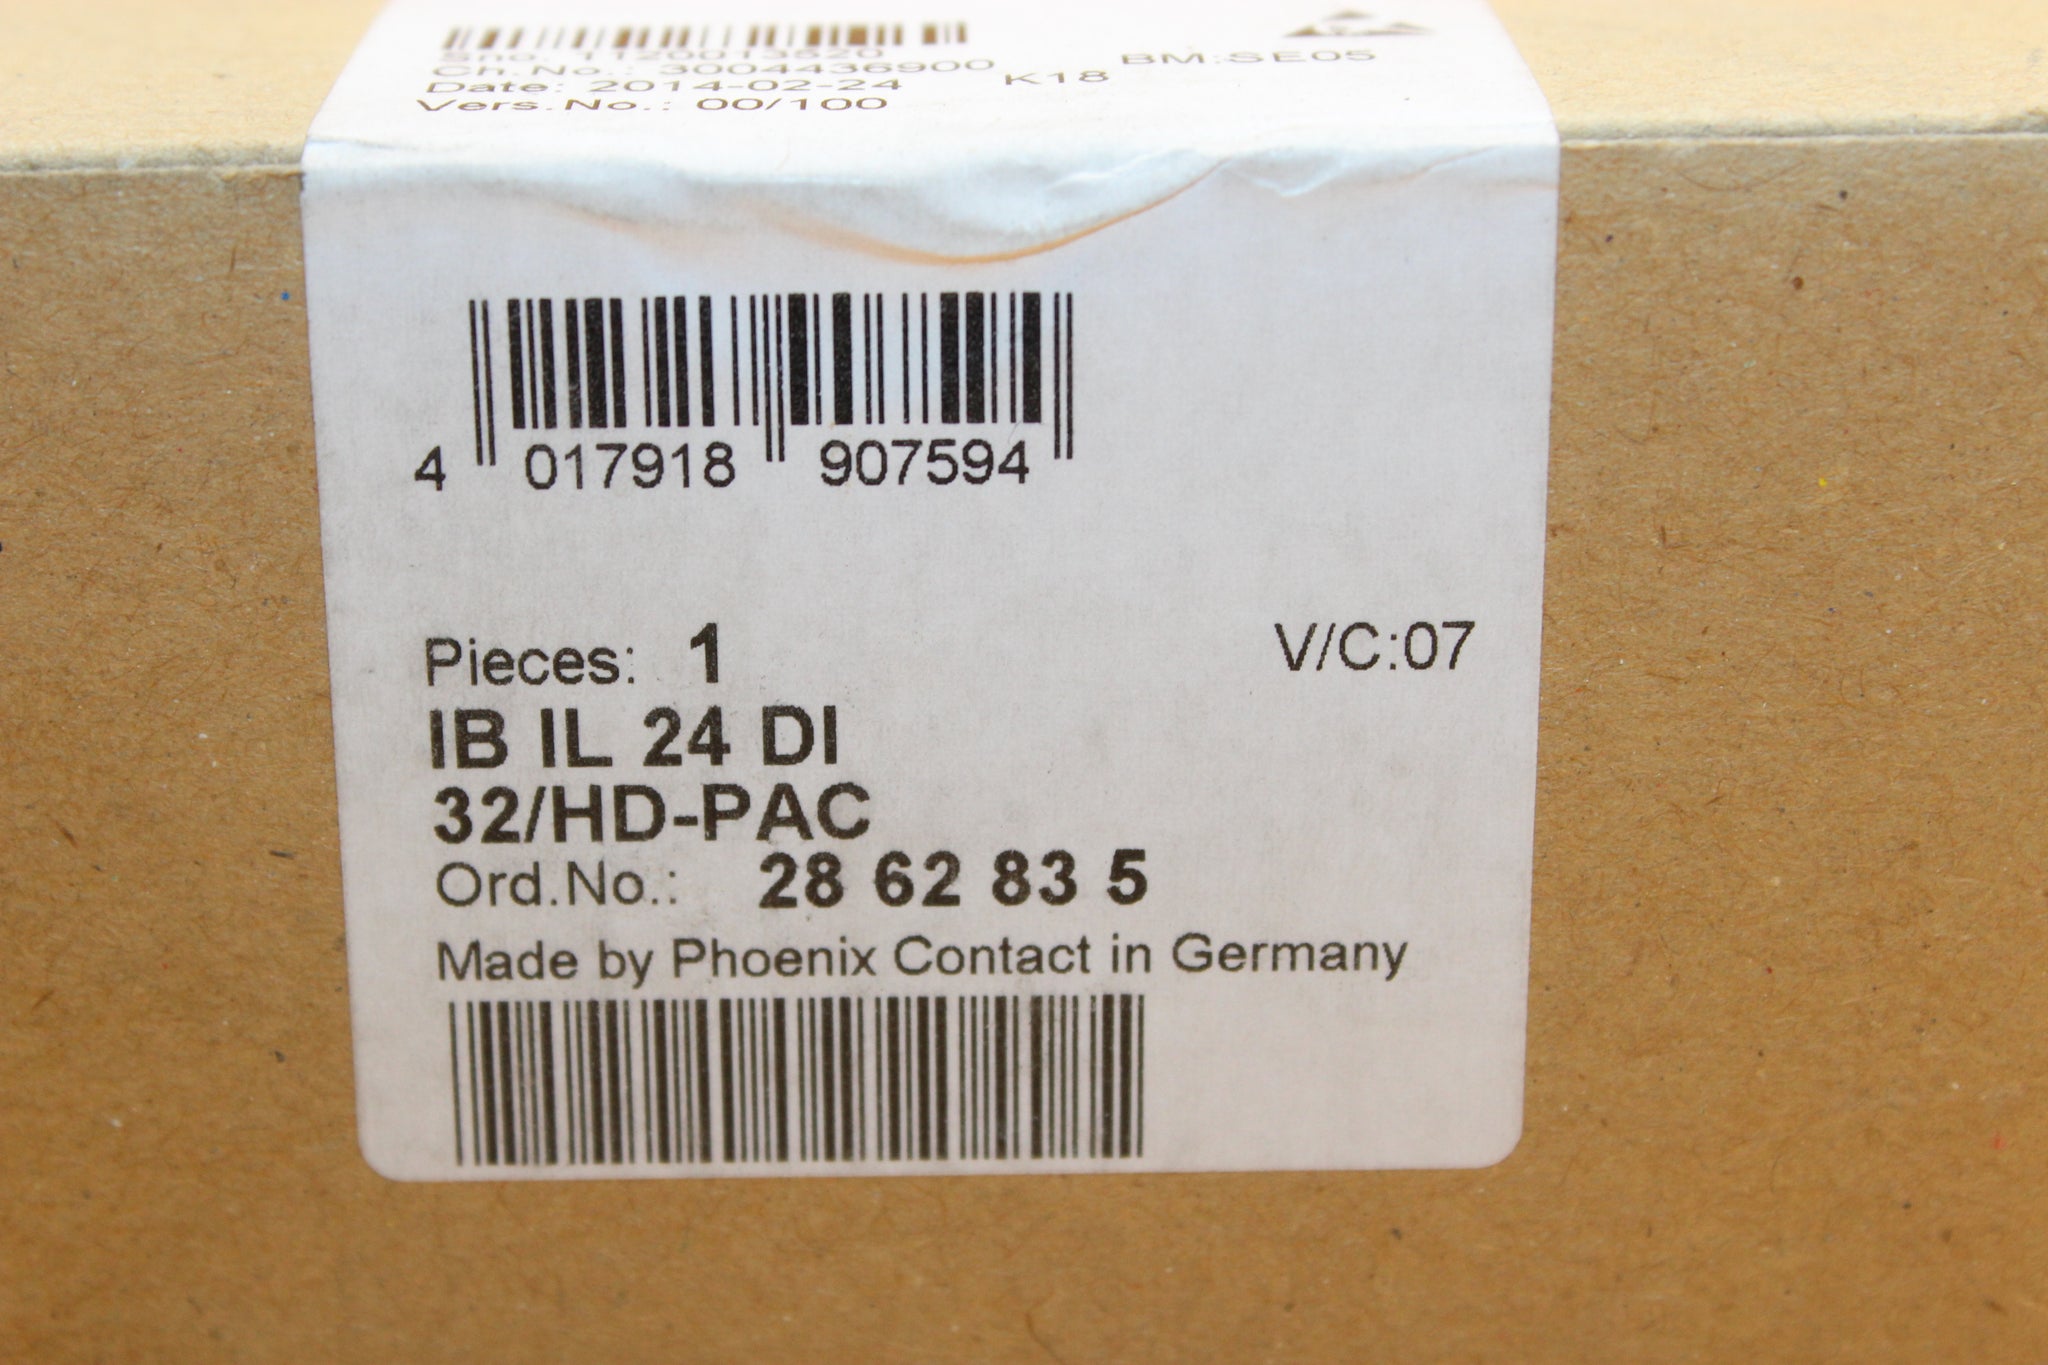 Sno. 1129013620
Ch.No.: 3004436900
BM:SE05
Date: 2014-02-24
K18
Vers.No.: 00/100
4 017918 907594
Pieces: 1
V/C:07
IB IL 24 DI
32/HD-PAC
Ord.No.: 28 62 83 5
Made by Phoenix Contact in Germany